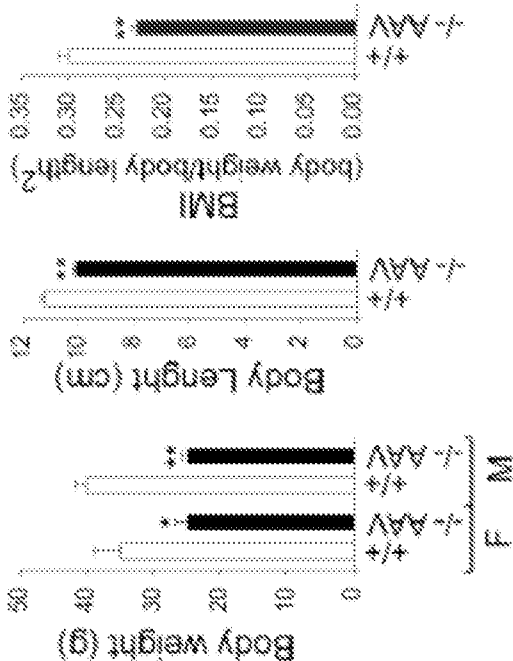 Body weight (g)
50
40
30
20
10
0
*
**
+/+
-/- AAV
+/+
-/- AAV
F
M
Body Lenght (cm)
12
10
8
6
4
2
0
**
+/+
-/- AAV
BMI
(body weight/body length²)
0.35
0.30
0.25
0.20
0.15
0.10
0.05
0.00
**
+/+
-/- AAV